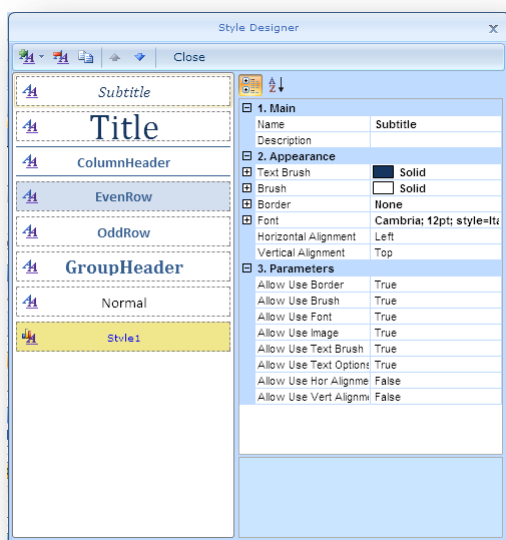 Style Designer
x
Close
Subtitle
Title
ColumnHeader
EvenRow
OddRow
GroupHeader
Normal
Style1
1. Main
Name Subtitle
Description
2. Appearance
Text Brush Solid
Brush Solid
Border None
Font Cambria; 12pt; style=Ita
Horizontal Alignment Left
Vertical Alignment Top
3. Parameters
Allow Use Border True
Allow Use Brush True
Allow Use Font True
Allow Use Image True
Allow Use Text Brush True
Allow Use Text Options True
Allow Use Hor Alignme False
Allow Use Vert Alignm False